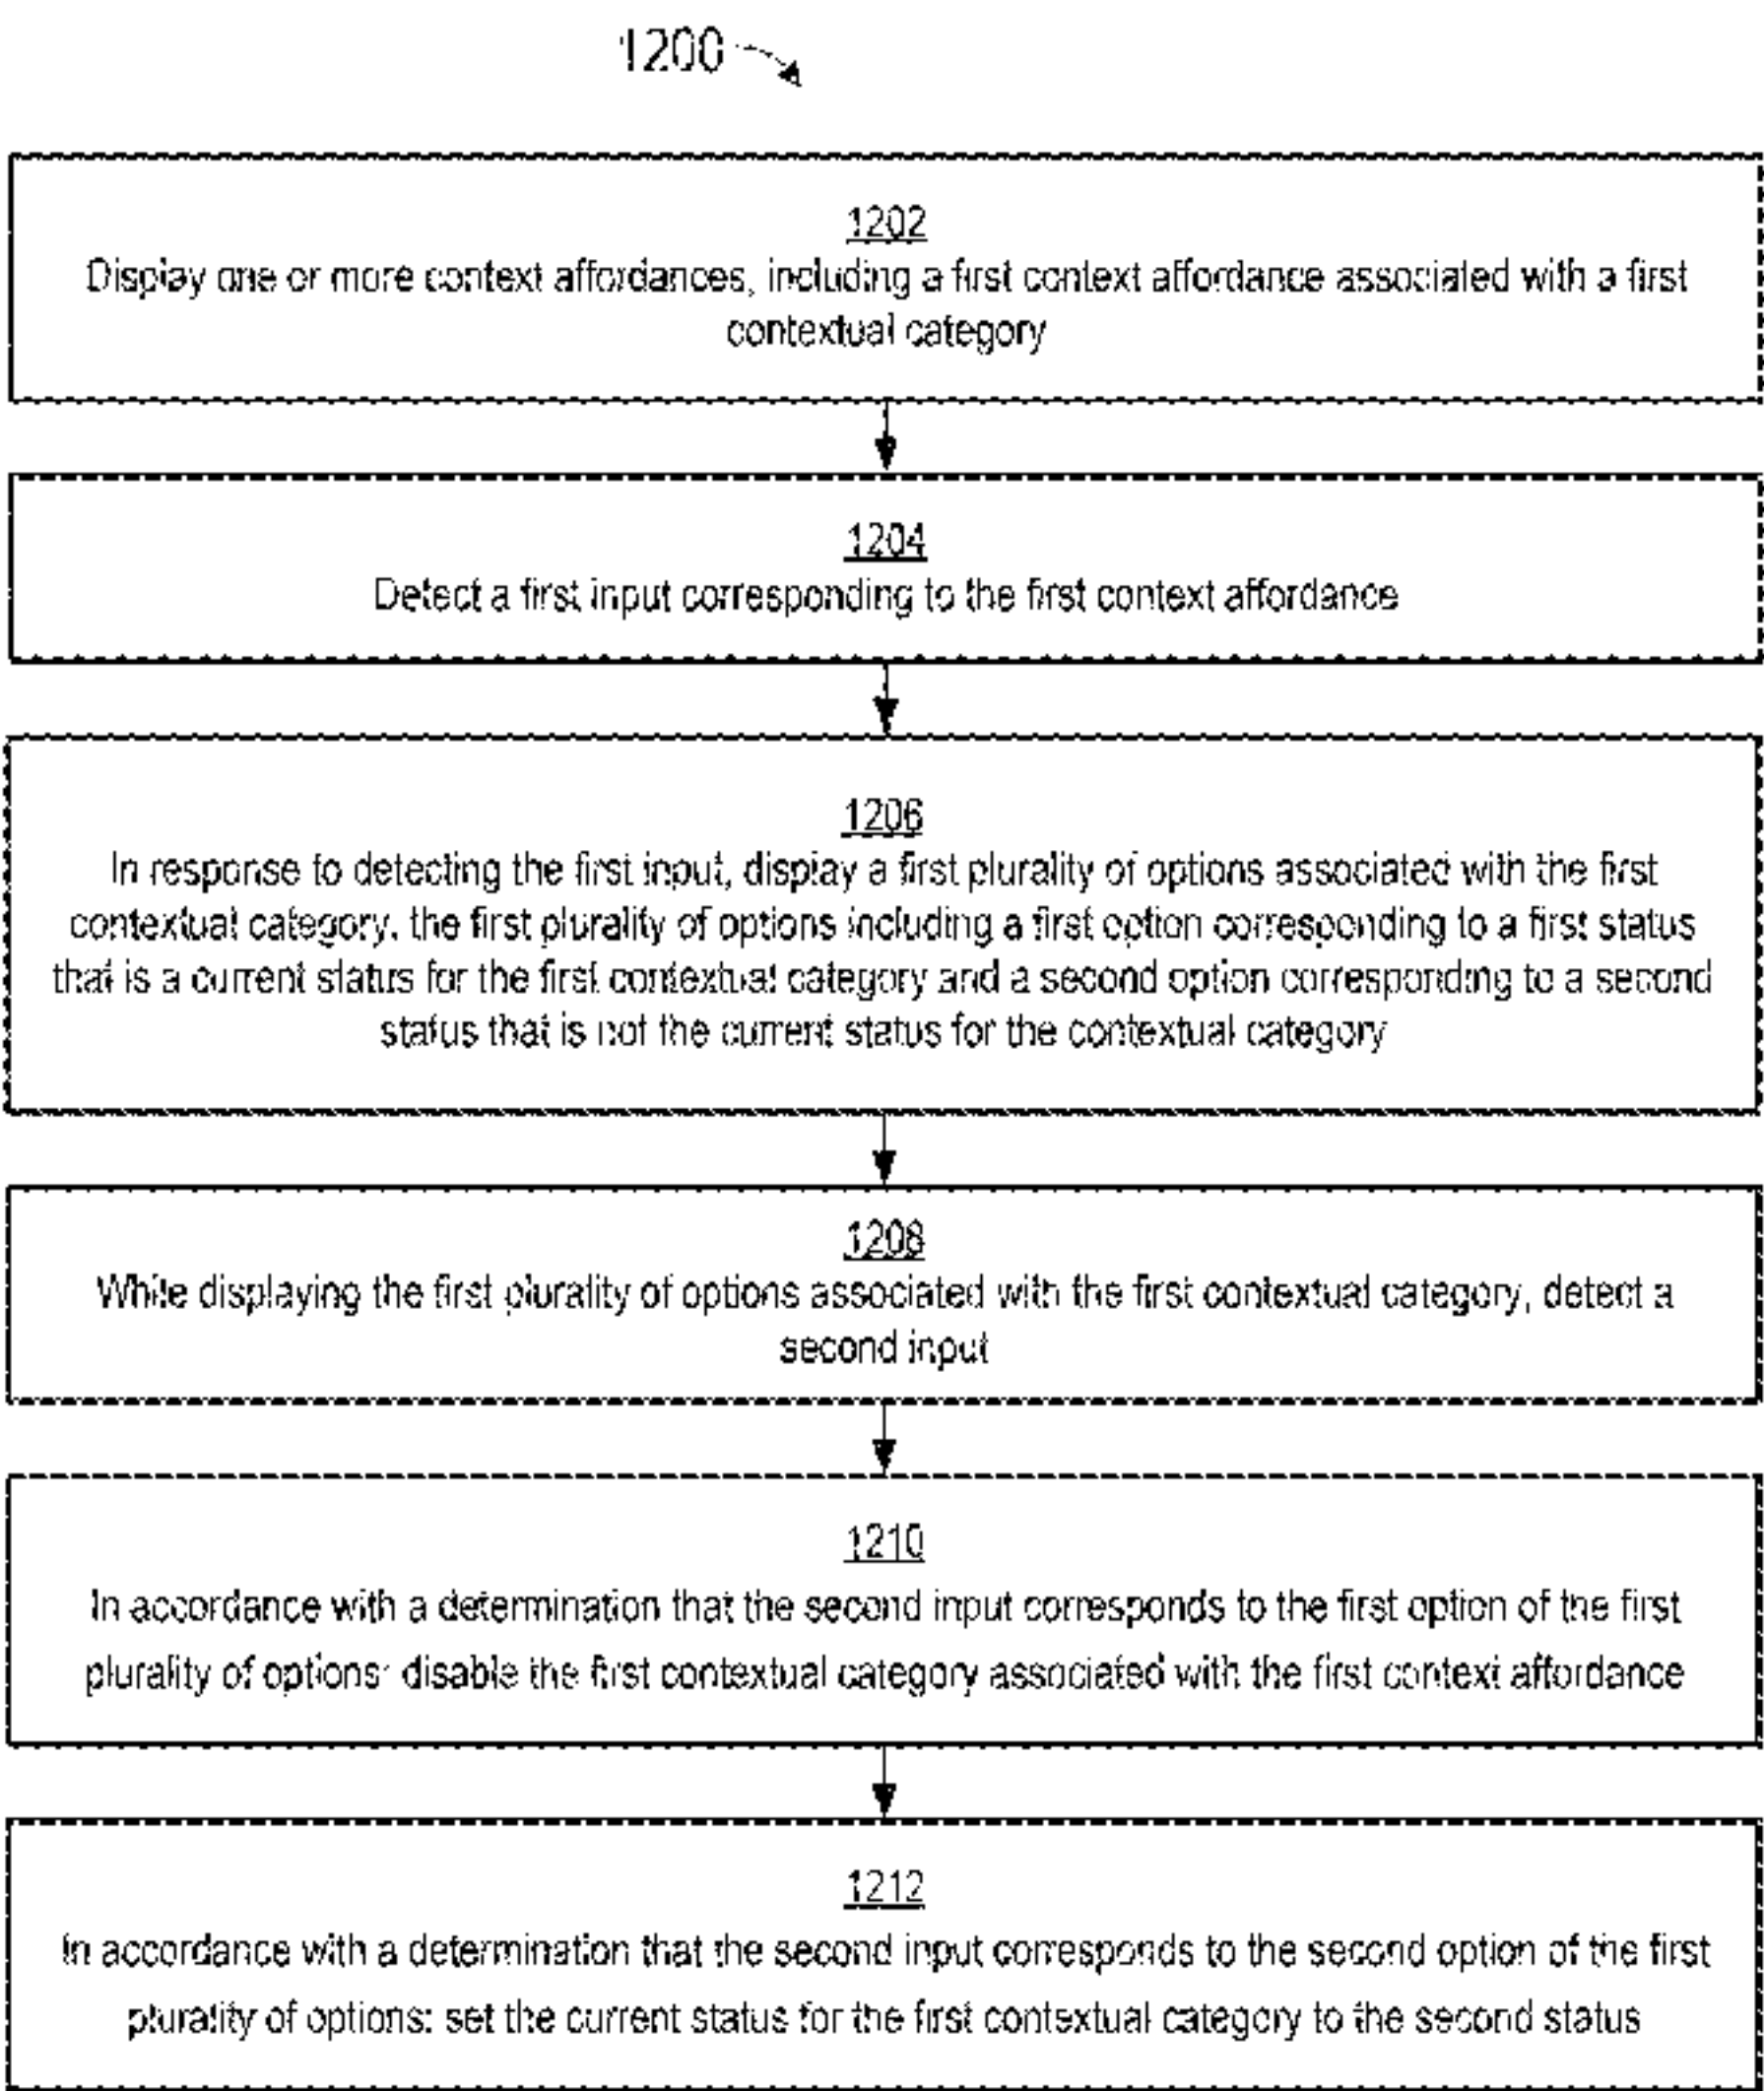 1200
1202
Display one or more context affordances, including a first context affordance associated with a first
contextual category
1204
Detect a first input corresponding to the first context affordance
1206
In response to detecting the first input, display a first plurality of options associated with the first
contextual category, the first plurality of options including a first option corresponding to a first status
that is a current status for the first contextual category and a second option corresponding to a second
status that is not the current status for the contextual category
1208
While displaying the first plurality of options associated with the first contextual category, detect a
second input
1210
In accordance with a determination that the second input corresponds to the first option of the first
plurality of options: disable the first contextual category associated with the first context affordance
1212
In accordance with a determination that the second input corresponds to the second option of the first
plurality of options: set the current status for the first contextual category to the second status